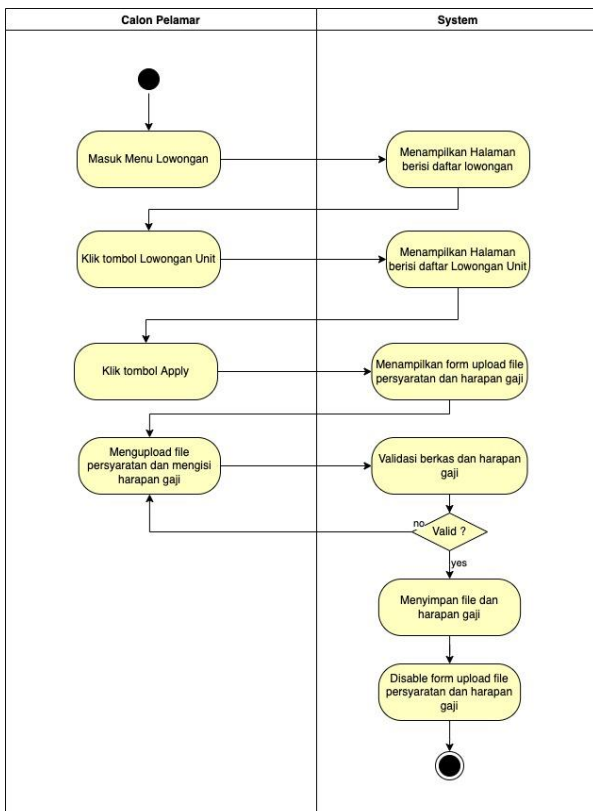 Calon Pelamar
System
Masuk Menu Lowongan
Menampilkan Halaman
berisi daftar lowongan
Klik tombol Lowongan Unit
Menampilkan Halaman
berisi daftar Lowongan Unit
Klik tombol Apply
Menampilkan form upload file
persyaratan dan harapan gaji
Mengupload file
persyaratan dan mengisi
harapan gaji
Validasi berkas dan harapan
gaji
no
Valid ?
yes
Menyimpan file dan
harapan gaji
Disable form upload file
persyaratan dan harapan
gaji